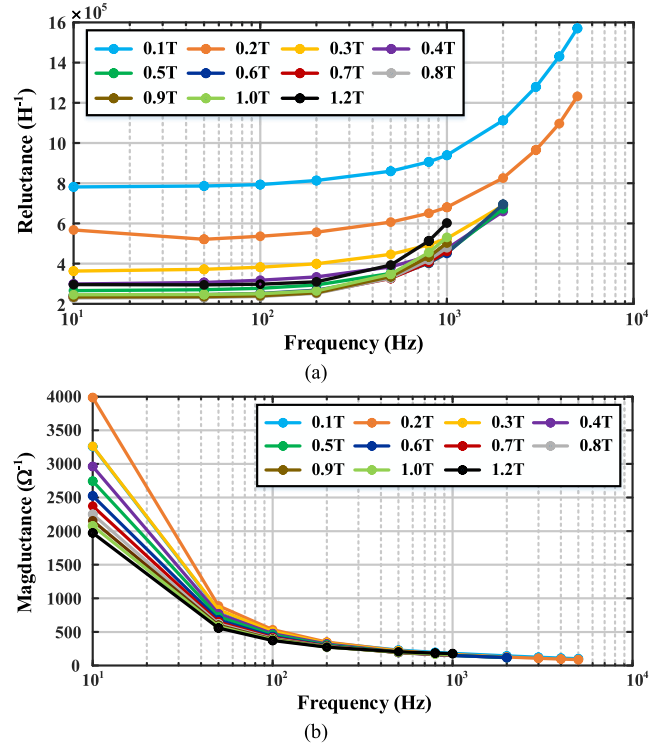 ×10⁵
16
14
12
10
8
6
4
2
Reluctance (H⁻¹)
0.1T 0.2T 0.3T 0.4T
0.5T 0.6T 0.7T 0.8T
0.9T 1.0T 1.2T
10¹ 10² 10³ 10⁴
Frequency (Hz)
(a)
4000
3500
3000
2500
2000
1500
1000
500
0
Magductance (Ω⁻¹)
0.1T 0.2T 0.3T 0.4T
0.5T 0.6T 0.7T 0.8T
0.9T 1.0T 1.2T
10¹ 10² 10³ 10⁴
Frequency (Hz)
(b)